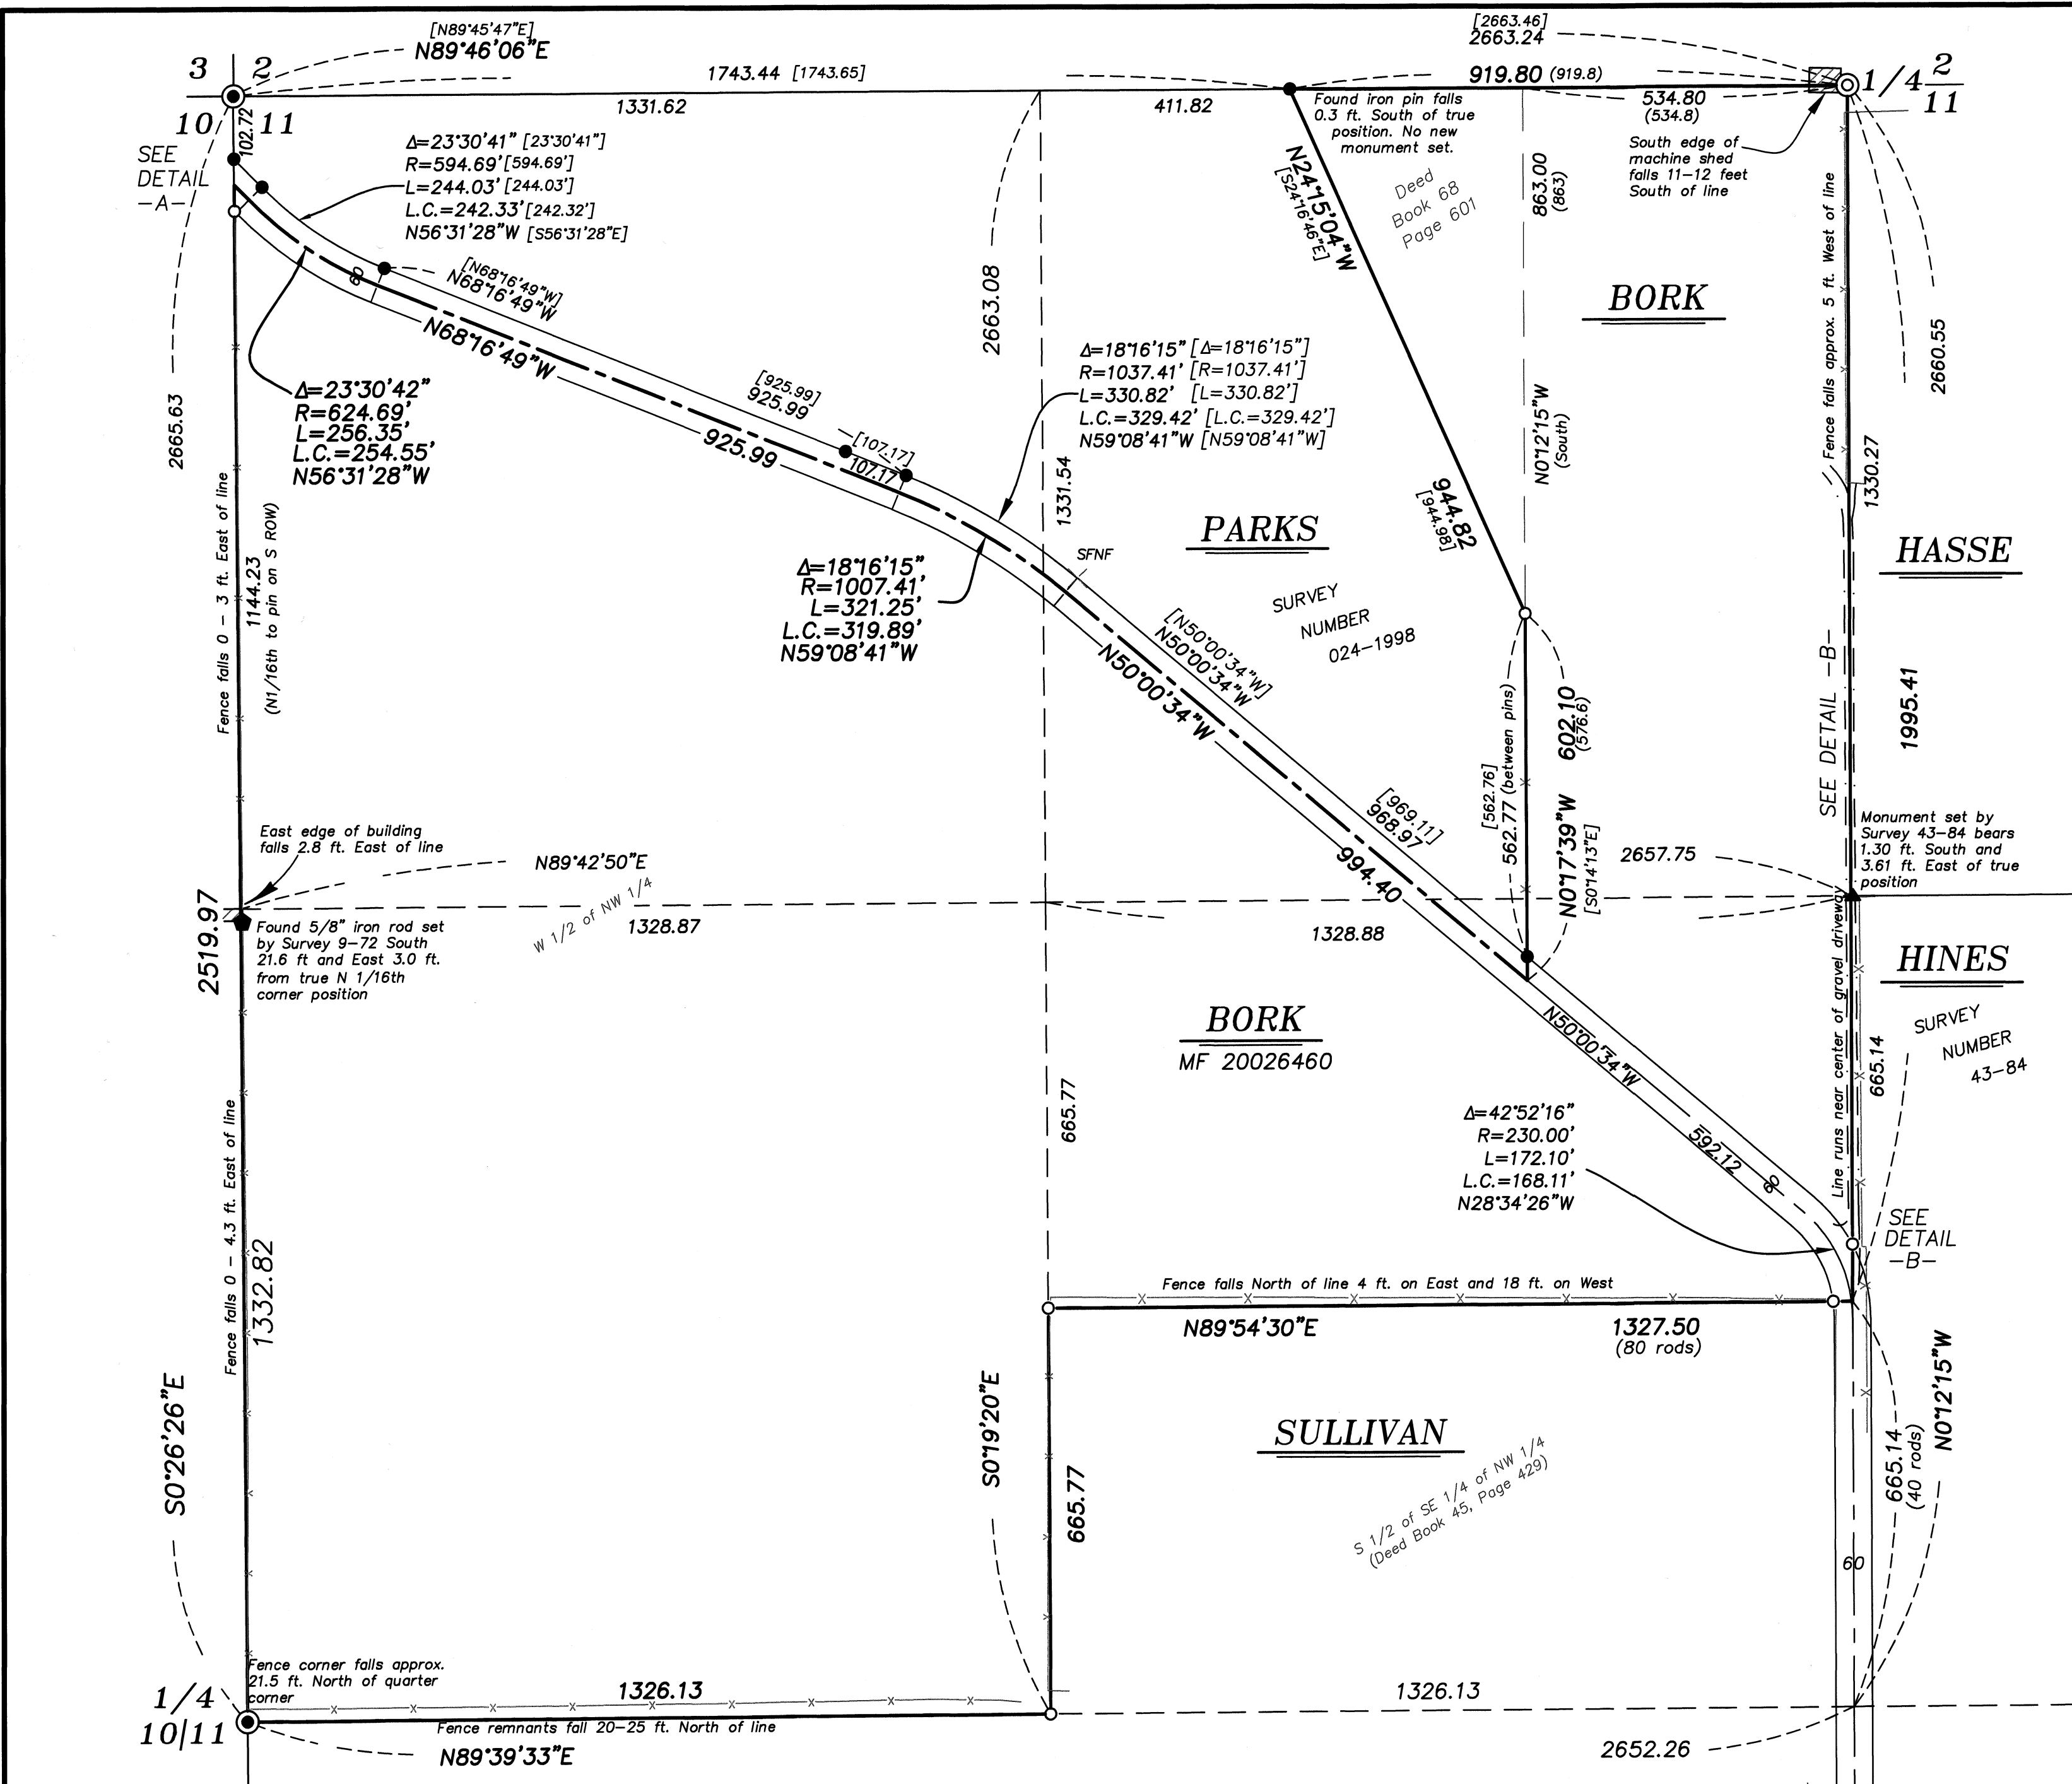 [N89°45'47"E]
N89°46'06"E
[2663.46]
2663.24
3 2
10 11
1743.44 [1743.65]
919.80 (919.8)
1/4 2
11
1331.62
411.82
534.80
(534.8)
102.72
SEE
DETAIL
-A-
Δ=23°30'41" [23°30'41"]
R=594.69' [594.69']
L=244.03' [244.03']
L.C.=242.33' [242.32']
N56°31'28"W [S56°31'28"E]
Found iron pin falls
0.3 ft. South of true
position. No new
monument set.
South edge of
machine shed
falls 11-12 feet
South of line
N24°15'04"W
[S24°16'46"E]
Deed
Book 68
Page 601
863.00
(863)
BORK
Fence falls approx. 5 ft. West of line
2660.55
60
[N68°16'49"W]
N68°16'49"W
N68°16'49"W
2663.08
2665.63
Δ=23°30'42"
R=624.69'
L=256.35'
L.C.=254.55'
N56°31'28"W
[925.99]
925.99
925.99
[107.17]
107.17
Δ=18°16'15" [Δ=18°16'15"]
R=1037.41' [R=1037.41']
L=330.82' [L=330.82']
L.C.=329.42' [L.C.=329.42']
N59°08'41"W [N59°08'41"W]
N0°12'15"W
(South)
1330.27
944.82
[944.98]
1331.54
PARKS
SURVEY
NUMBER
024-1998
HASSE
SFNF
Δ=18°16'15"
R=1007.41'
L=321.25'
L.C.=319.89'
N59°08'41"W
Fence falls 0 - 3 ft. East of line
1144.23
(N1/16th to pin on S ROW)
[N50°00'34"W]
N50°00'34"W
N50°00'34"W
602.10
(576.6)
[562.76]
562.77 (between pins)
N0°17'39"W
[S0°14'13"E]
SEE DETAIL -B-
1995.41
[969.11]
968.97
994.40
East edge of building
falls 2.8 ft. East of line
N89°42'50"E
W 1/2 of NW 1/4
1328.87
1328.88
2657.75
Monument set by
Survey 43-84 bears
1.30 ft. South and
3.61 ft. East of true
position
2519.97
Found 5/8" iron rod set
by Survey 9-72 South
21.6 ft and East 3.0 ft.
from true N 1/16th
corner position
HINES
SURVEY
NUMBER
43-84
Line runs near center of gravel driveway
665.14
BORK
MF 20026460
665.77
N50°00'34"W
592.12
60
Δ=42°52'16"
R=230.00'
L=172.10'
L.C.=168.11'
N28°34'26"W
SEE
DETAIL
-B-
Fence falls 0 - 4.3 ft. East of line
1332.82
Fence falls North of line 4 ft. on East and 18 ft. on West
N89°54'30"E
1327.50
(80 rods)
S0°26'26"E
S0°19'20"E
665.77
SULLIVAN
S 1/2 of SE 1/4 of NW 1/4
(Deed Book 45, Page 429)
665.14
(40 rods)
N0°12'15"W
60
Fence corner falls approx.
21.5 ft. North of quarter
corner
1/4
10|11
1326.13
1326.13
Fence remnants fall 20-25 ft. North of line
N89°39'33"E
2652.26